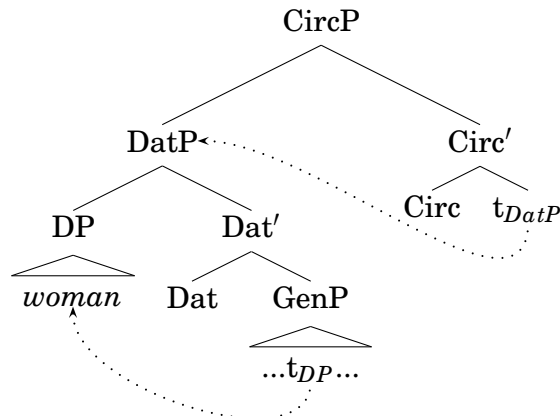 CircP
DatP Circ′
DP Dat′ Circ t_DatP
woman Dat GenP
...t_DP...